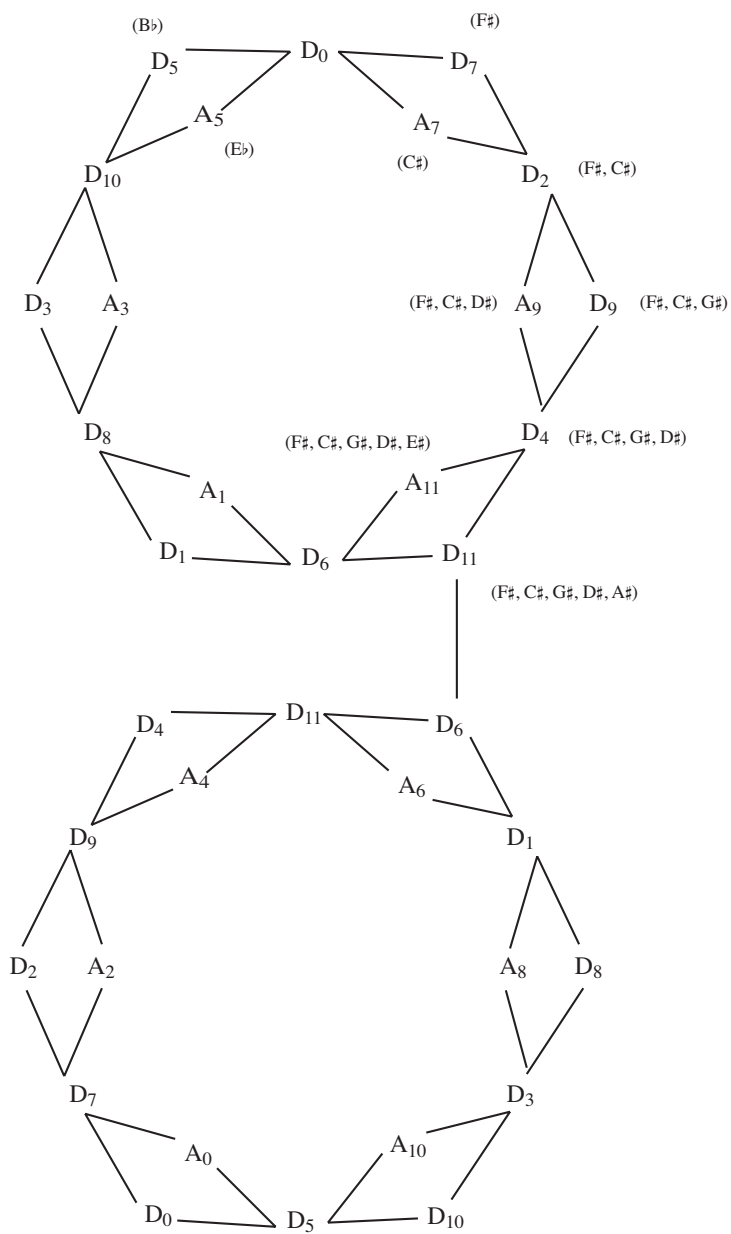 (B♭) (F♯)
D₅ D₀ D₇
A₅ A₇
(E♭) (C♯)
D₁₀ D₂ (F♯, C♯)
D₃ A₃ (F♯, C♯, D♯) A₉ D₉ (F♯, C♯, G♯)
D₈ (F♯, C♯, G♯, D♯, E♯) D₄ (F♯, C♯, G♯, D♯)
A₁ A₁₁
D₁ D₆ D₁₁
(F♯, C♯, G♯, D♯, A♯)
D₄ D₁₁ D₆
A₄ A₆
D₉ D₁
D₂ A₂ A₈ D₈
D₇ D₃
A₀ A₁₀
D₀ D₅ D₁₀